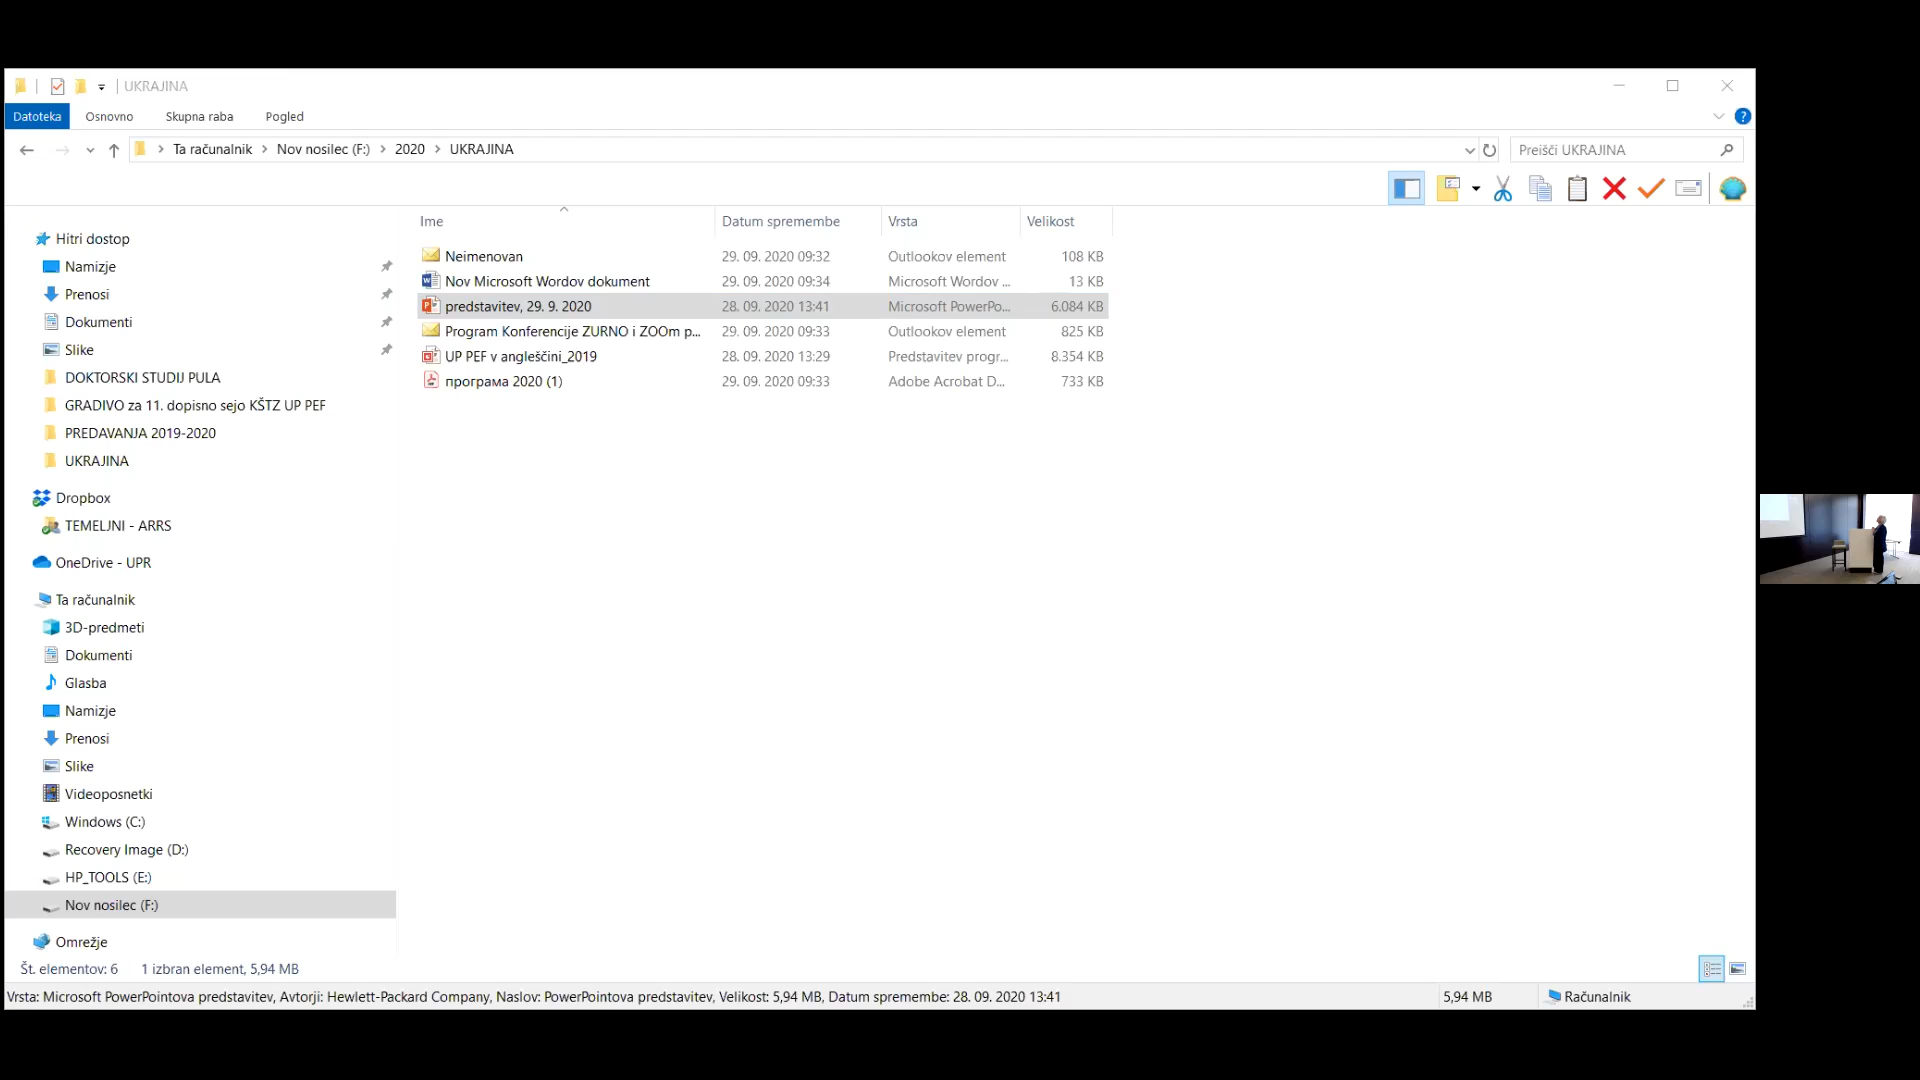 UKRAJINA
Datoteka Osnovno Skupna raba Pogled
Ta računalnik Nov nosilec (F:) 2020 UKRAJINA
Preišči UKRAJINA
Ime Datum spremembe Vrsta Velikost
Neimenovan 29. 09. 2020 09:32 Outlookov element 108 KB
Nov Microsoft Wordov dokument 29. 09. 2020 09:34 Microsoft Wordov ... 13 KB
predstavitev, 29. 9. 2020 28. 09. 2020 13:41 Microsoft PowerPo... 6.084 KB
Program Konferencije ZURNO i ZOOm p... 29. 09. 2020 09:33 Outlookov element 825 KB
UP PEF v angleščini_2019 28. 09. 2020 13:29 Predstavitev progr... 8.354 KB
програма 2020 (1) 29. 09. 2020 09:33 Adobe Acrobat D... 733 KB
Hitri dostop
Namizje
Prenosi
Dokumenti
Slike
DOKTORSKI STUDIJ PULA
GRADIVO za 11. dopisno sejo KŠTZ UP PEF
PREDAVANJA 2019-2020
UKRAJINA
Dropbox
TEMELJNI - ARRS
OneDrive - UPR
Ta računalnik
3D-predmeti
Dokumenti
Glasba
Namizje
Prenosi
Slike
Videoposnetki
Windows (C:)
Recovery Image (D:)
HP_TOOLS (E:)
Nov nosilec (F:)
Omrežje
Št. elementov: 6 1 izbran element, 5,94 MB
Vrsta: Microsoft PowerPointova predstavitev, Avtorji: Hewlett-Packard Company, Naslov: PowerPointova predstavitev, Velikost: 5,94 MB, Datum spremembe: 28. 09. 2020 13:41 5,94 MB Računalnik